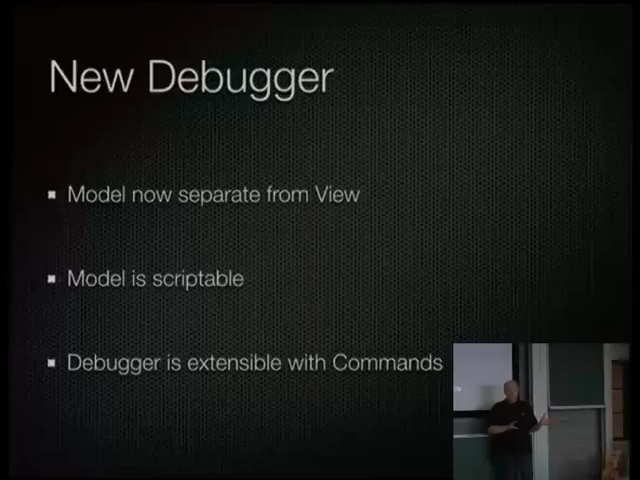 New Debugger
Model now separate from View
Model is scriptable
Debugger is extensible with Commands